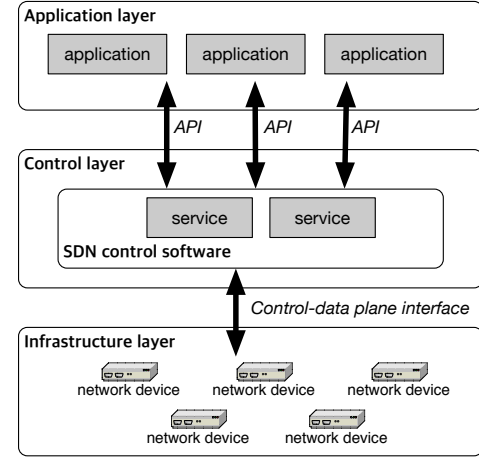 Application layer
application
application
application
API
API
API
Control layer
service
service
SDN control software
Control-data plane interface
Infrastructure layer
network device
network device
network device
network device
network device